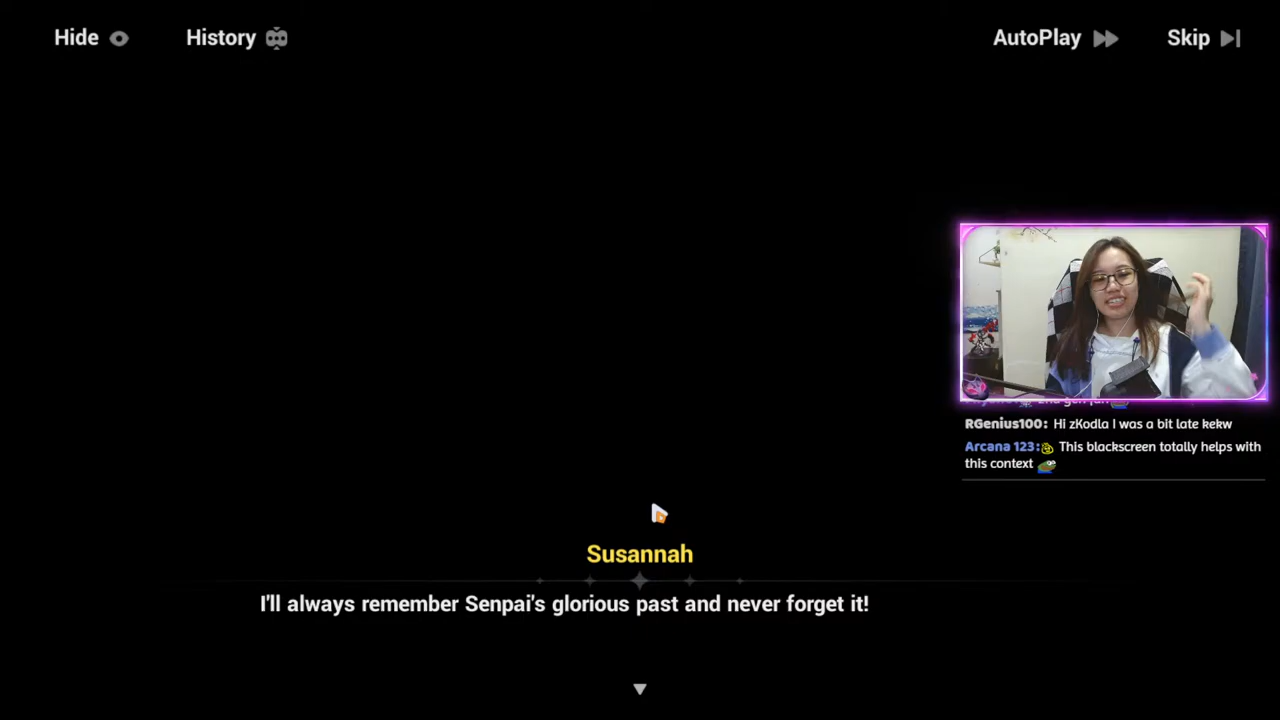 Hide
History
AutoPlay
Skip
RGenius100: Hi zKodla I was a bit late kekw
Arcana 123: This blackscreen totally helps with
this context
Susannah
I'll always remember Senpai's glorious past and never forget it!